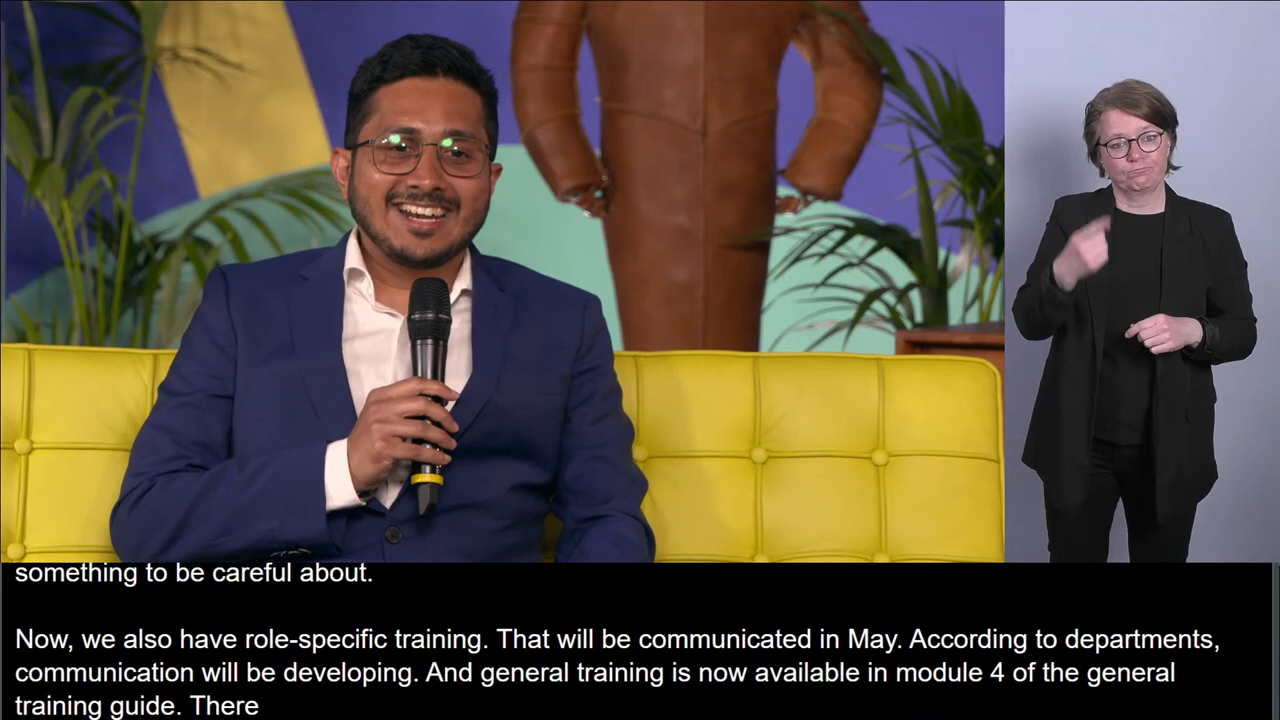 something to be careful about.
Now, we also have role-specific training. That will be communicated in May. According to departments,
communication will be developing. And general training is now available in module 4 of the general
training guide. There